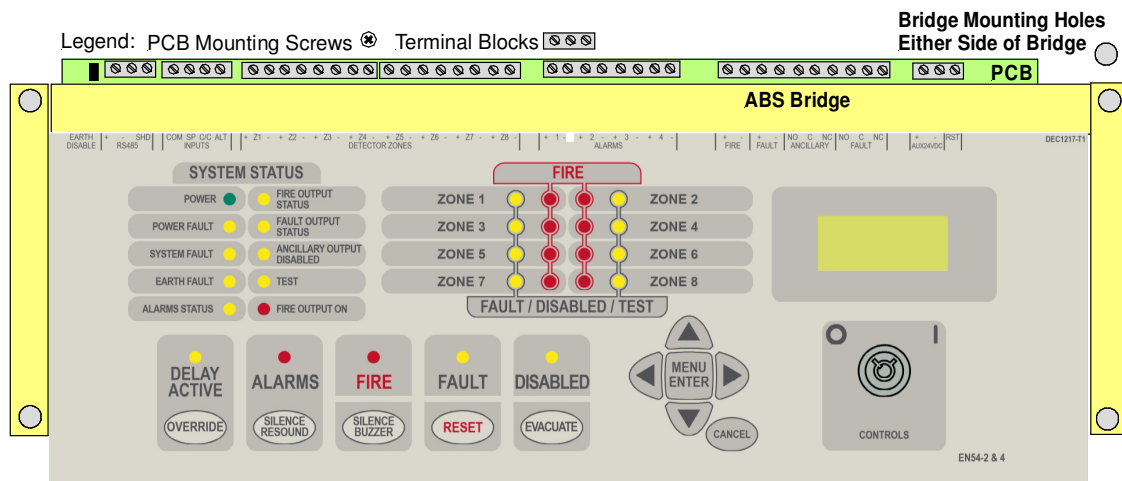 Bridge Mounting Holes
Either Side of Bridge
Legend: PCB Mounting Screws Terminal Blocks
PCB
ABS Bridge
EARTH DISABLE + - SHD RS485 COM SP C/C ALT INPUTS + Z1 - + Z2 - + Z3 - + Z4 - + Z5 - + Z6 - + Z7 - + Z8 - DETECTOR ZONES + 1 - + 2 - + 3 - + 4 - ALARMS + - FIRE + - FAULT NO C NC ANCILLARY NO C NC FAULT + - AUX24VDC RST
DEC1217-T1
SYSTEM STATUS
POWER
FIRE OUTPUT
STATUS
POWER FAULT
FAULT OUTPUT
STATUS
SYSTEM FAULT
ANCILLARY OUTPUT
DISABLED
EARTH FAULT
TEST
ALARMS STATUS
FIRE OUTPUT ON
FIRE
ZONE 1
ZONE 2
ZONE 3
ZONE 4
ZONE 5
ZONE 6
ZONE 7
ZONE 8
FAULT / DISABLED / TEST
DELAY
ACTIVE
ALARMS
FIRE
FAULT
DISABLED
OVERRIDE
SILENCE
RESOUND
SILENCE
BUZZER
RESET
EVACUATE
MENU
ENTER
CANCEL
O I
CONTROLS
EN54-2 & 4